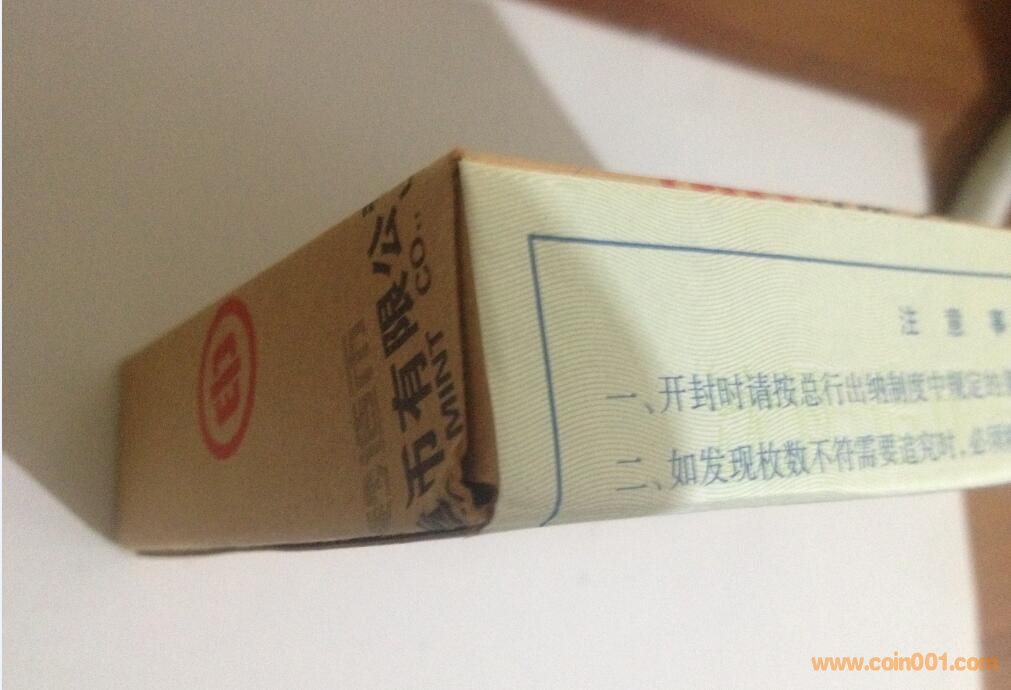 币有限公
MINT CO..
注 意 事
一、开封时请按总行出纳制度中规定的
二、如发现枚数不符需要追究时，必须
www.coin001.com